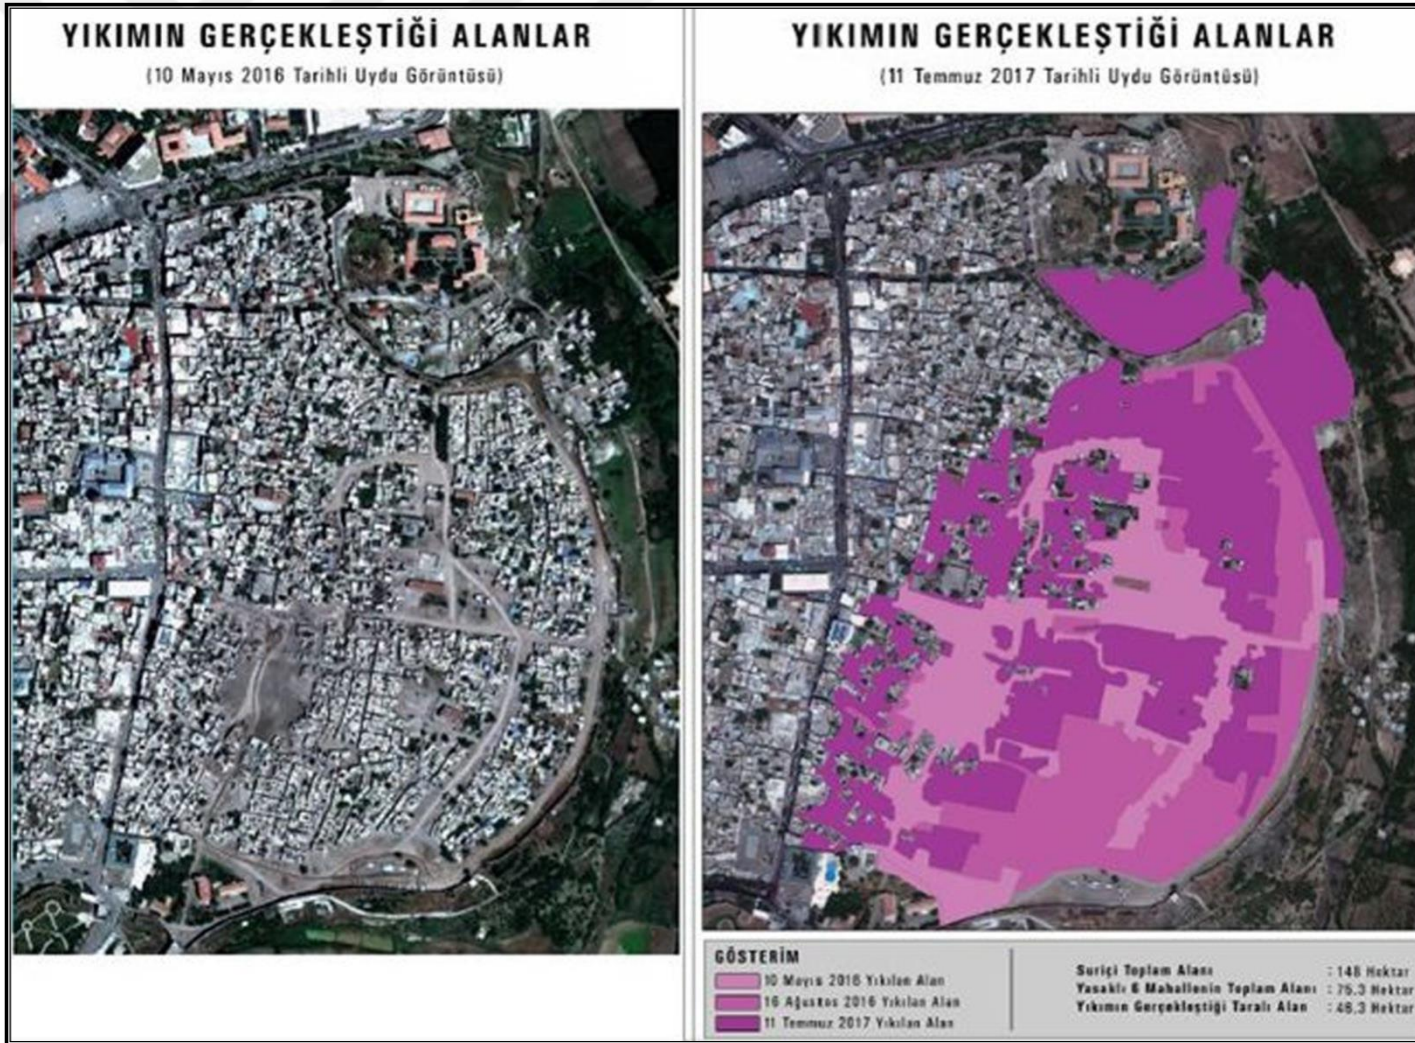 YIKIMIN GERÇEKLEŞTİĞİ ALANLAR
(10 Mayıs 2016 Tarihli Uydu Görüntüsü)
YIKIMIN GERÇEKLEŞTİĞİ ALANLAR
(11 Temmuz 2017 Tarihli Uydu Görüntüsü)
GÖSTERİM
10 Mayıs 2016 Yıkılan Alan
16 Ağustos 2016 Yıkılan Alan
11 Temmuz 2017 Yıkılan Alan
Suriçi Toplam Alanı : 148 Hektar
Yasaklı 6 Mahallenin Toplam Alanı : 75.3 Hektar
Yıkımın Gerçekleştiği Taralı Alan : 46.3 Hektar